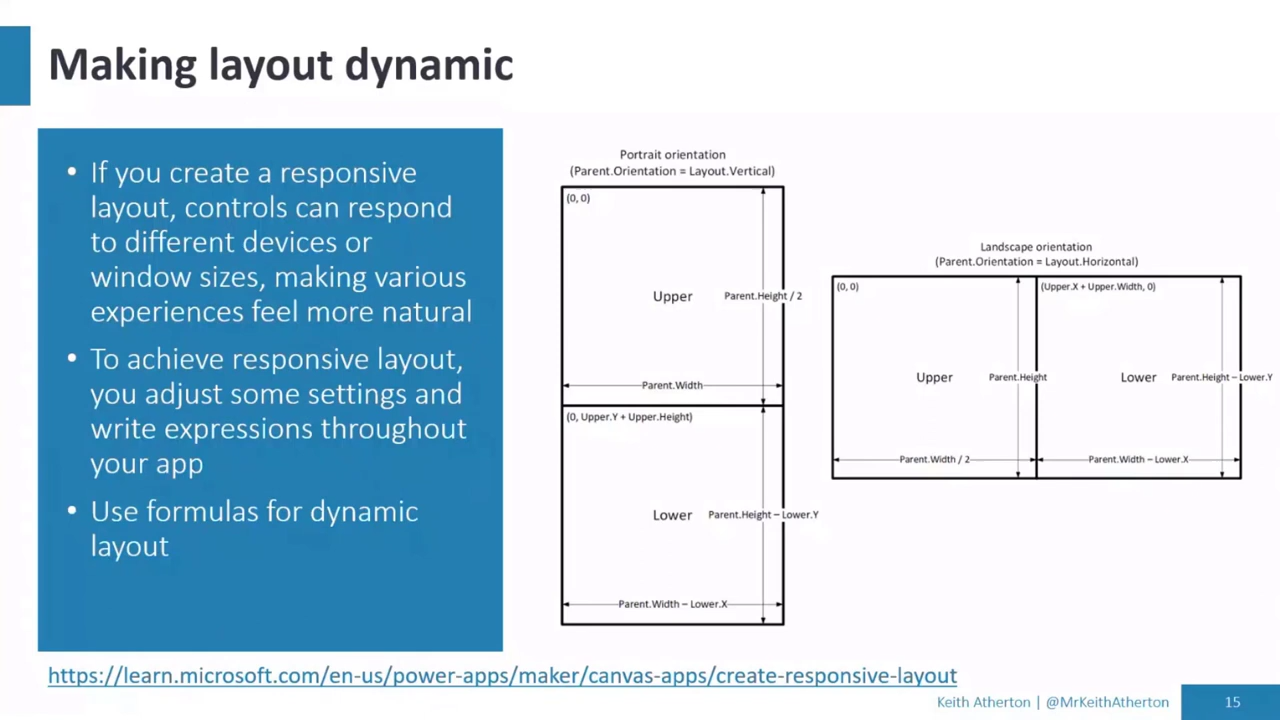 Making layout dynamic
• If you create a responsive
layout, controls can respond
to different devices or
window sizes, making various
experiences feel more natural
• To achieve responsive layout,
you adjust some settings and
write expressions throughout
your app
• Use formulas for dynamic
layout
Portrait orientation
(Parent.Orientation = Layout.Vertical)
(0, 0)
Upper
Parent.Height / 2
Parent.Width
(0, Upper.Y + Upper.Height)
Lower
Parent.Height – Lower.Y
Parent.Width – Lower.X
Landscape orientation
(Parent.Orientation = Layout.Horizontal)
(0, 0)
Upper
Parent.Height
Parent.Width / 2
(Upper.X + Upper.Width, 0)
Lower
Parent.Height – Lower.Y
Parent.Width – Lower.X
https://learn.microsoft.com/en-us/power-apps/maker/canvas-apps/create-responsive-layout
Keith Atherton | @MrKeithAtherton
15